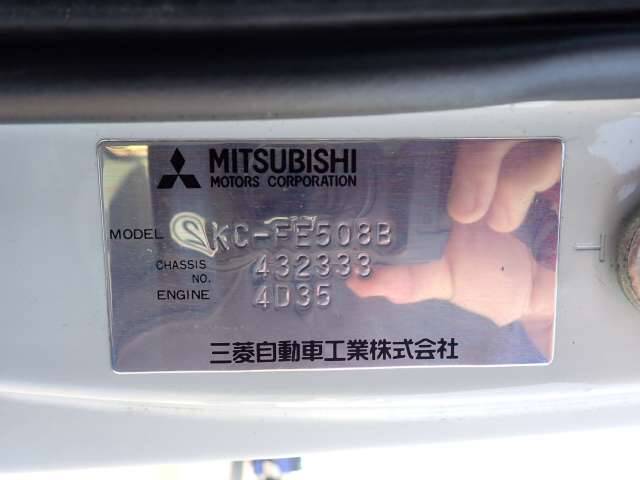 MITSUBISHI
MOTORS CORPORATION
MODEL KC-FE508B
CHASSIS NO. 432333
ENGINE 4D35
三菱自動車工業株式会社